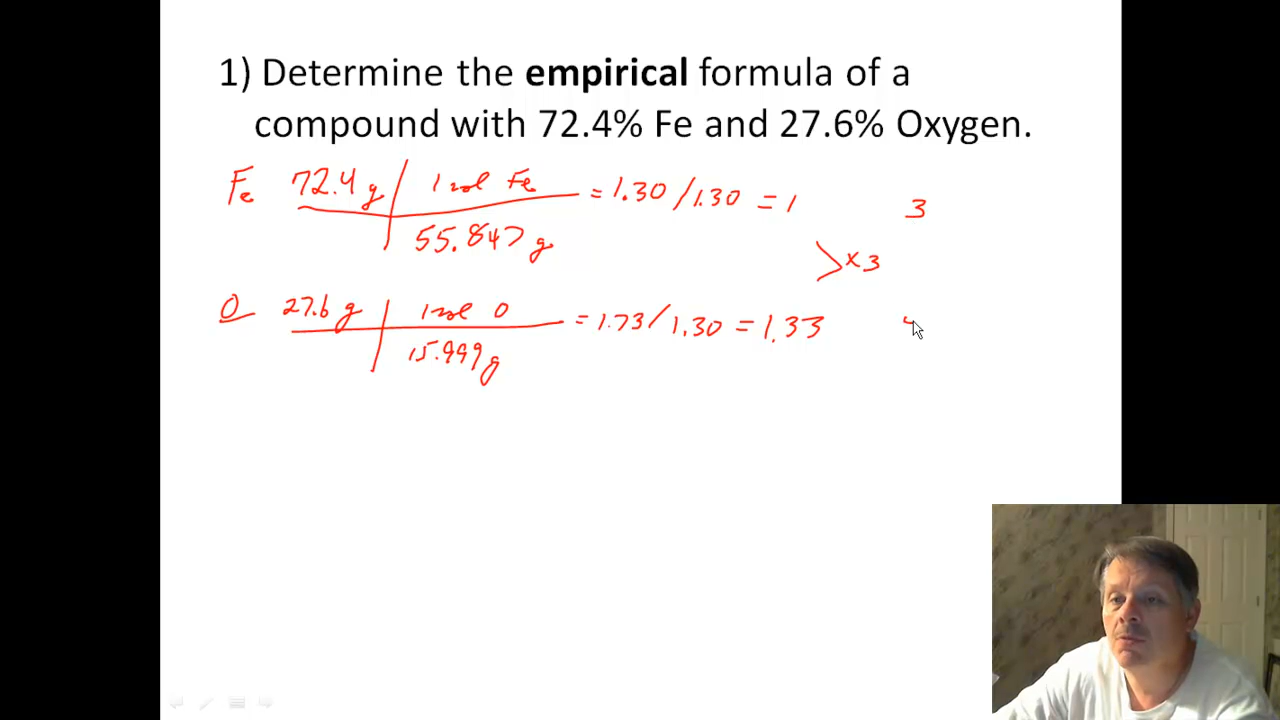 1) Determine the empirical formula of a
compound with 72.4% Fe and 27.6% Oxygen.
Fe 72.4 g 1 mol Fe = 1.30 / 1.30 = 1 3
55.847 g
> x 3
O 27.6 g 1 mol O = 1.73 / 1.30 = 1.33
15.999 g